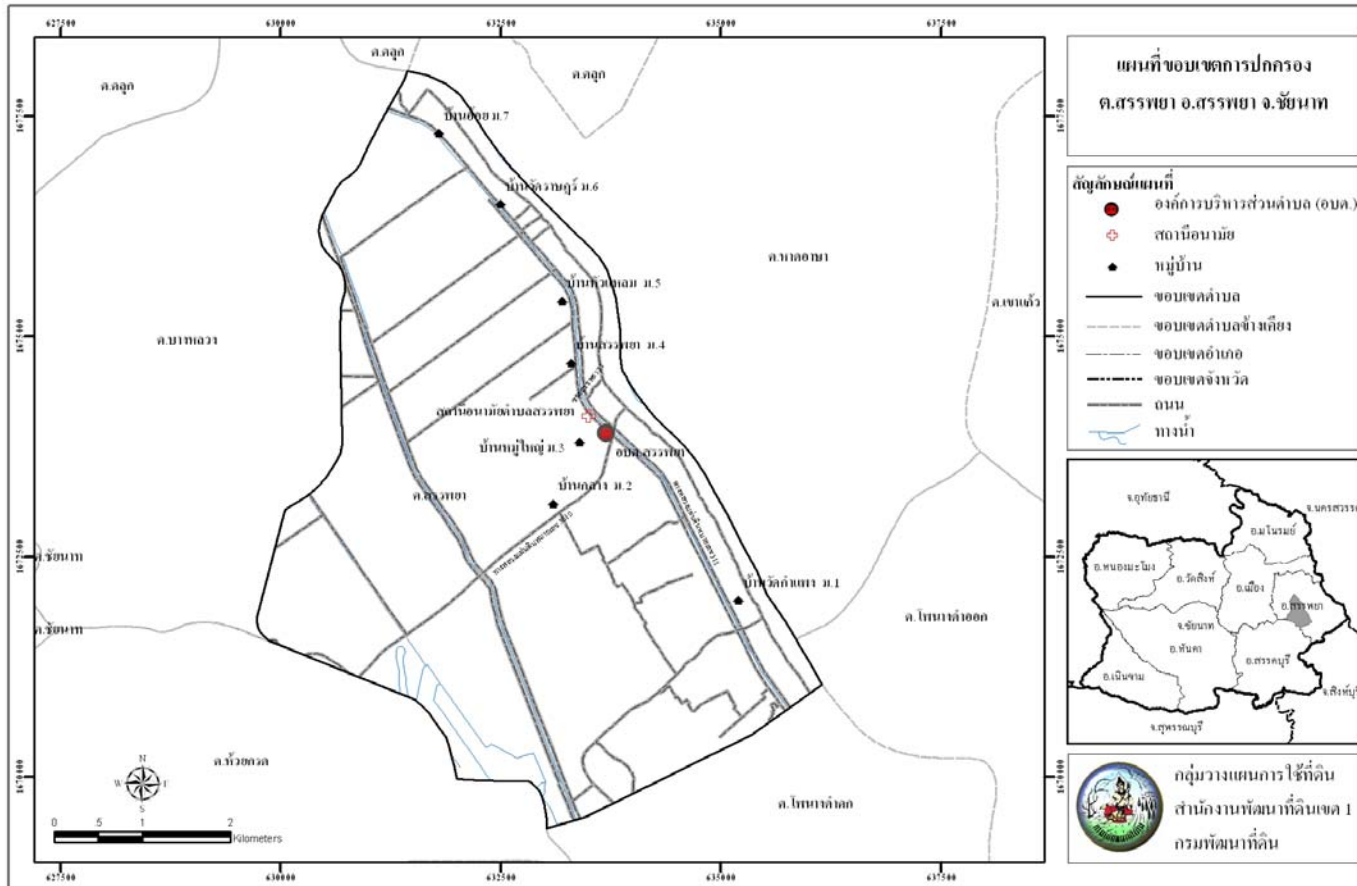 627500 630000 632500 635000 637500
แผนที่ขอบเขตการปกครอง
ต.สรรพยา อ.สรรพยา จ.ชัยนาท
สัญลักษณ์แผนที่
องค์การบริหารส่วนตำบล (อบต.)
สถานีอนามัย
หมู่บ้าน
ขอบเขตตำบล
ขอบเขตตำบลข้างเคียง
ขอบเขตอำเภอ
ขอบเขตจังหวัด
ถนน
ทางน้ำ
ต.ตลุก
ต.ตลุก
ต.ตลุก
1677500
1677500
บ้านอ้อย ม.7
บ้านวัดราษฎร์ ม.6
ต.หาดอาษา
บ้านหัวแหลม ม.5
ต.เขาแก้ว
1675000
1675000
ต.บางหลวง
บ้านสรรพยา ม.4
สถานีอนามัยตำบลสรรพยา
อบต.สรรพยา
บ้านหมู่ใหญ่ ม.3
บ้านกลาง ม.2
ต.สรรพยา
1672500
1672500
ต.ชัยนาท
บ้านวัดกำแพง ม.1
ต.ชัยนาท
ต.โพนางดำออก
ต.ห้วยกรด
ต.โพนางดำตก
1670000
1670000
N
W E
S
0 .5 1 2
Kilometers
627500 630000 632500 635000 637500
จ.อุทัยธานี
จ.นครสวรรค์
อ.มโนรมย์
อ.หนองมะโมง
อ.วัดสิงห์
อ.เมือง
อ.สรรพยา
จ.ชัยนาท
อ.หันคา
อ.สรรคบุรี
อ.เนินขาม
จ.สิงห์บุรี
จ.สุพรรณบุรี
กลุ่มวางแผนการใช้ที่ดิน
สำนักงานพัฒนาที่ดินเขต 1
กรมพัฒนาที่ดิน